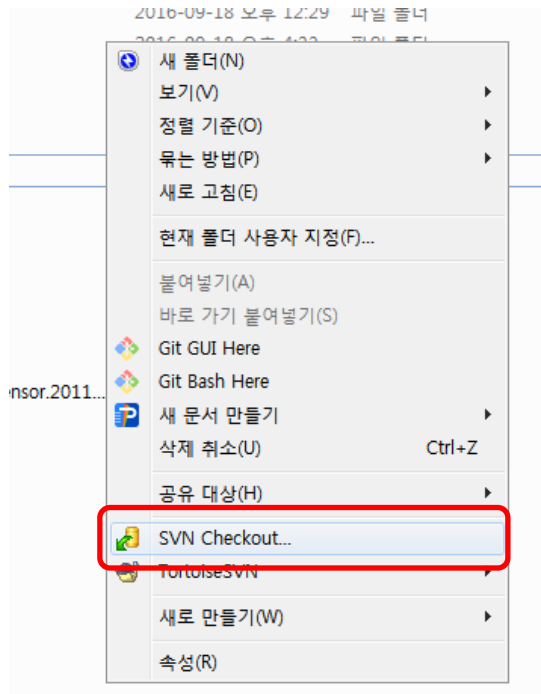 2016-09-18 오후 12:29 파일 폴더
새 폴더(N)
보기(V)
정렬 기준(O)
묶는 방법(P)
새로 고침(E)
현재 폴더 사용자 지정(F)...
붙여넣기(A)
바로 가기 붙여넣기(S)
Git GUI Here
Git Bash Here
ensor.2011...
새 문서 만들기
삭제 취소(U) Ctrl+Z
공유 대상(H)
SVN Checkout...
TortoiseSVN
새로 만들기(W)
속성(R)